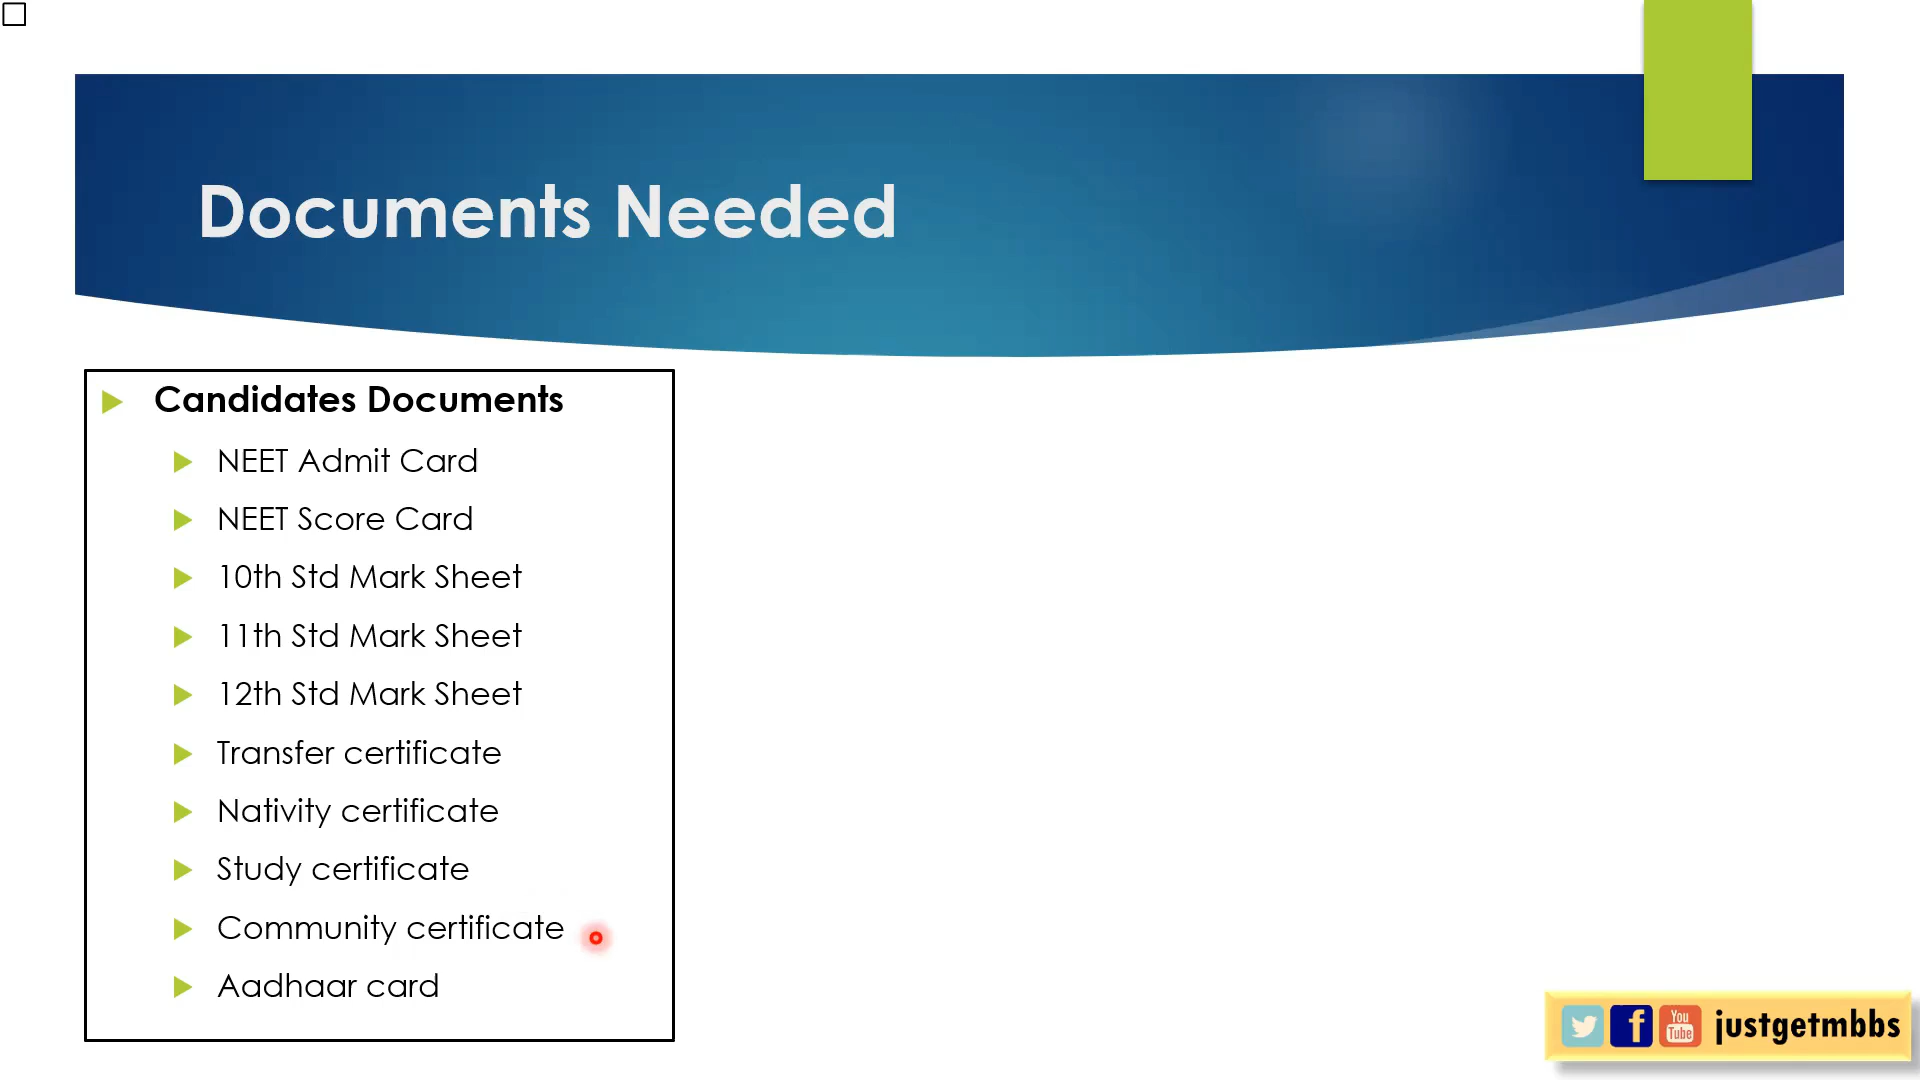 Documents Needed
Candidates Documents
NEET Admit Card
NEET Score Card
10th Std Mark Sheet
11th Std Mark Sheet
12th Std Mark Sheet
Transfer certificate
Nativity certificate
Study certificate
Community certificate
Aadhaar card
f You Tube justgetmbbs